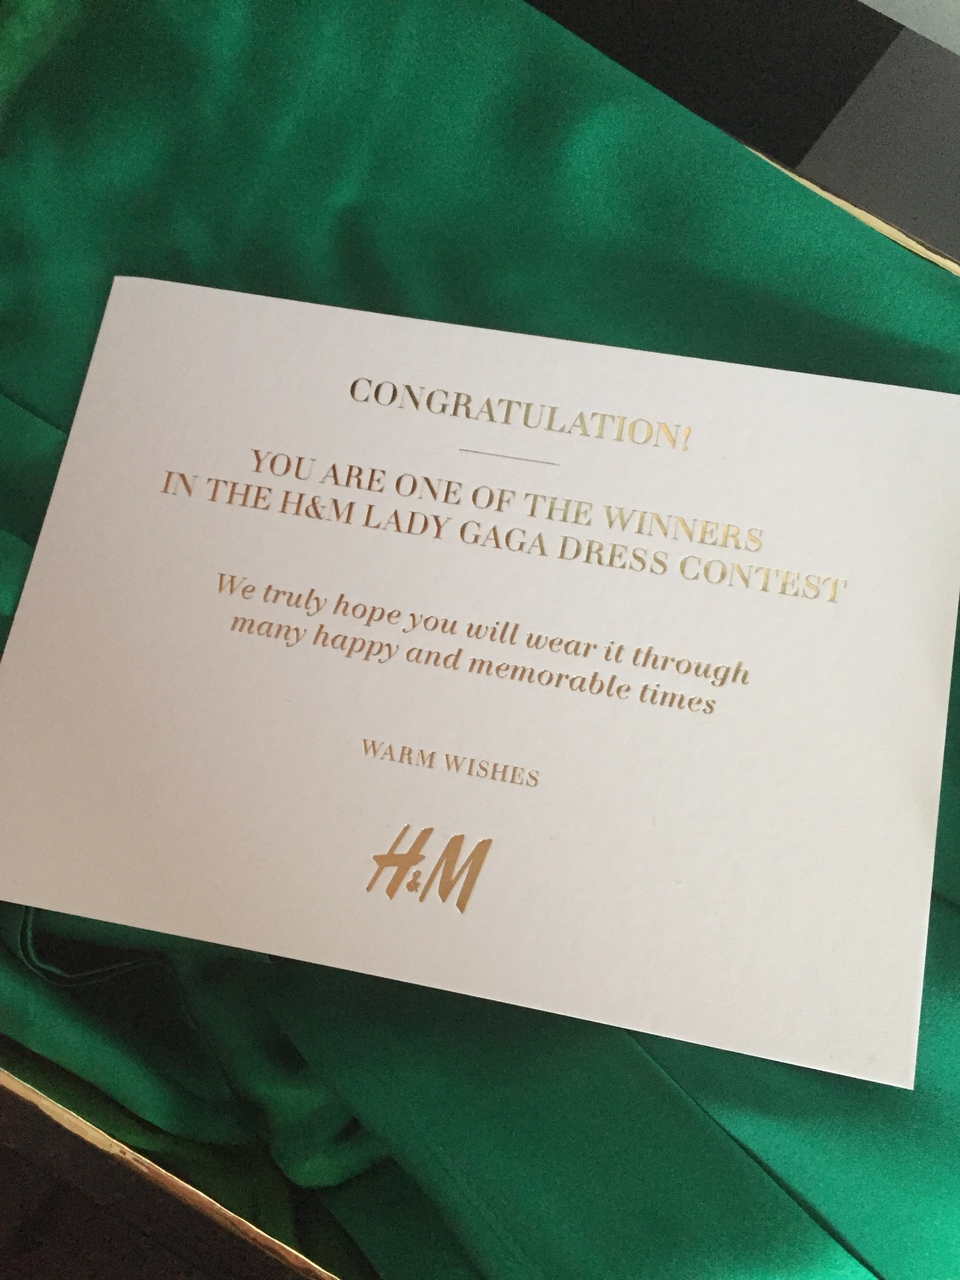 CONGRATULATION!
YOU ARE ONE OF THE WINNERS
IN THE H&M LADY GAGA DRESS CONTEST
We truly hope you will wear it through
many happy and memorable times
WARM WISHES
H&M